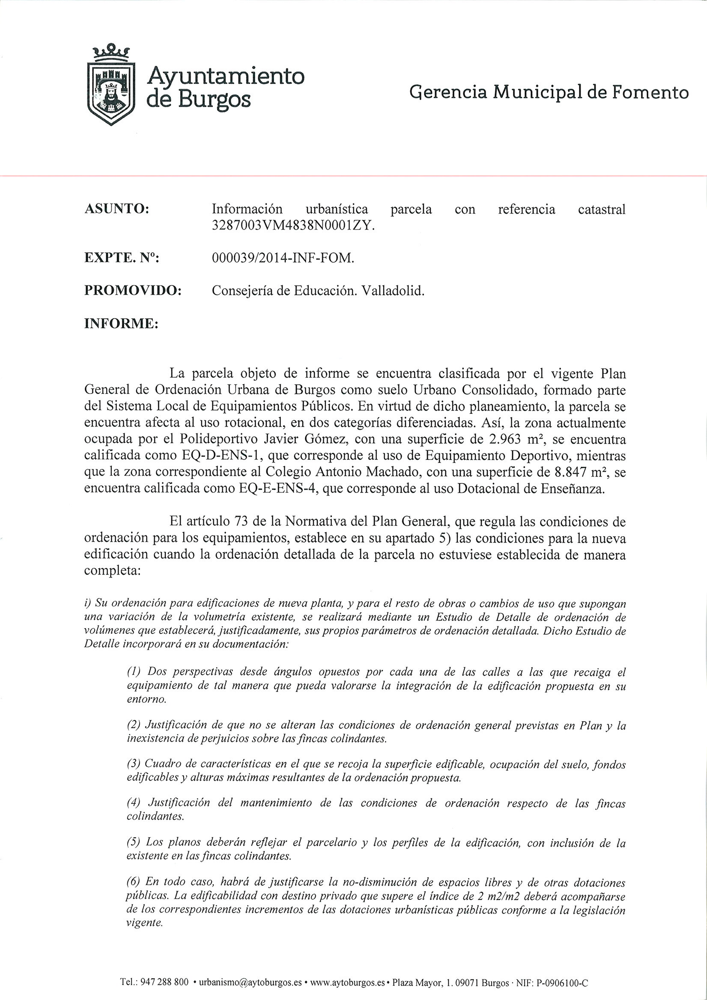 Ayuntamiento
de Burgos
Gerencia Municipal de Fomento
ASUNTO: Información urbanística parcela con referencia catastral
3287003VM4838N0001ZY.
EXPTE. Nº: 000039/2014-INF-FOM.
PROMOVIDO: Consejería de Educación. Valladolid.
INFORME:
La parcela objeto de informe se encuentra clasificada por el vigente Plan
General de Ordenación Urbana de Burgos como suelo Urbano Consolidado, formado parte
del Sistema Local de Equipamientos Públicos. En virtud de dicho planeamiento, la parcela se
encuentra afecta al uso rotacional, en dos categorías diferenciadas. Así, la zona actualmente
ocupada por el Polideportivo Javier Gómez, con una superficie de 2.963 m², se encuentra
calificada como EQ-D-ENS-1, que corresponde al uso de Equipamiento Deportivo, mientras
que la zona correspondiente al Colegio Antonio Machado, con una superficie de 8.847 m², se
encuentra calificada como EQ-E-ENS-4, que corresponde al uso Dotacional de Enseñanza.
El artículo 73 de la Normativa del Plan General, que regula las condiciones de
ordenación para los equipamientos, establece en su apartado 5) las condiciones para la nueva
edificación cuando la ordenación detallada de la parcela no estuviese establecida de manera
completa:
i) Su ordenación para edificaciones de nueva planta, y para el resto de obras o cambios de uso que supongan
una variación de la volumetría existente, se realizará mediante un Estudio de Detalle de ordenación de
volúmenes que establecerá, justificadamente, sus propios parámetros de ordenación detallada. Dicho Estudio de
Detalle incorporará en su documentación:
(1) Dos perspectivas desde ángulos opuestos por cada una de las calles a las que recaiga el
equipamiento de tal manera que pueda valorarse la integración de la edificación propuesta en su
entorno.
(2) Justificación de que no se alteran las condiciones de ordenación general previstas en Plan y la
inexistencia de perjuicios sobre las fincas colindantes.
(3) Cuadro de características en el que se recoja la superficie edificable, ocupación del suelo, fondos
edificables y alturas máximas resultantes de la ordenación propuesta.
(4) Justificación del mantenimiento de las condiciones de ordenación respecto de las fincas
colindantes.
(5) Los planos deberán reflejar el parcelario y los perfiles de la edificación, con inclusión de la
existente en las fincas colindantes.
(6) En todo caso, habrá de justificarse la no-disminución de espacios libres y de otras dotaciones
públicas. La edificabilidad con destino privado que supere el índice de 2 m2/m2 deberá acompañarse
de los correspondientes incrementos de las dotaciones urbanísticas públicas conforme a la legislación
vigente.
Tel.: 947 288 800 • urbanismo@aytoburgos.es • www.aytoburgos.es • Plaza Mayor, 1. 09071 Burgos · NIF: P-0906100-C